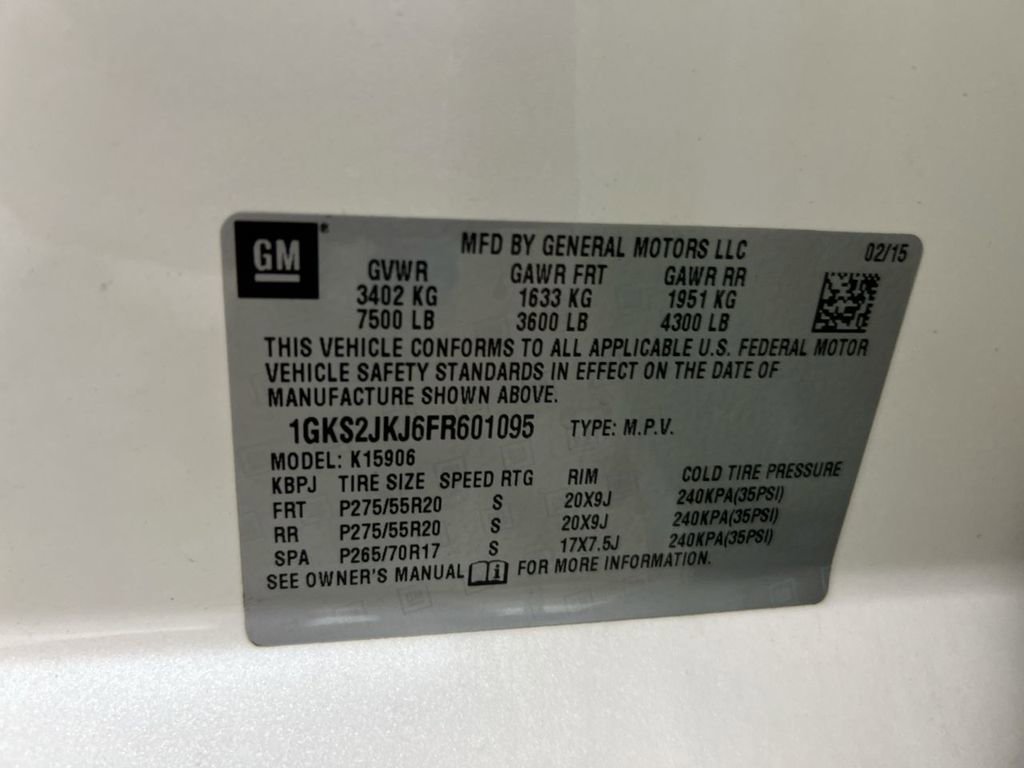 GM
MFD BY GENERAL MOTORS LLC 02/15
GVWR GAWR FRT GAWR RR
3402 KG 1633 KG 1951 KG
7500 LB 3600 LB 4300 LB
THIS VEHICLE CONFORMS TO ALL APPLICABLE U.S. FEDERAL MOTOR
VEHICLE SAFETY STANDARDS IN EFFECT ON THE DATE OF
MANUFACTURE SHOWN ABOVE.
1GKS2JKJ6FR601095 TYPE: M.P.V.
MODEL: K15906
KBPJ TIRE SIZE SPEED RTG RIM COLD TIRE PRESSURE
FRT P275/55R20 S 20X9J 240KPA(35PSI)
RR P275/55R20 S 20X9J 240KPA(35PSI)
SPA P265/70R17 S 17X7.5J 240KPA(35PSI)
SEE OWNER'S MANUAL i FOR MORE INFORMATION.